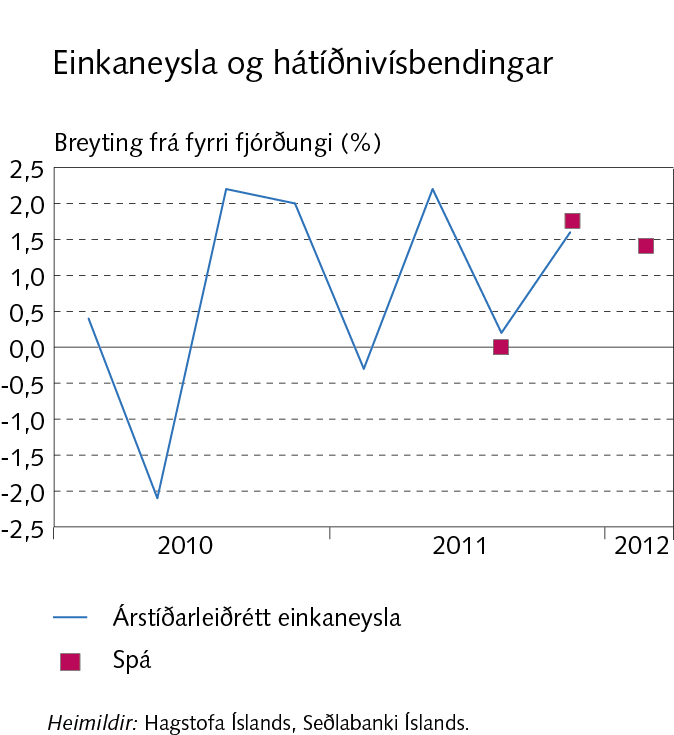 Einkaneysla og hátíðnivísbendingar
Breyting frá fyrri fjórðungi (%)
2,5
2,0
1,5
1,0
0,5
0,0
-0,5
-1,0
-1,5
-2,0
-2,5
2010 2011 2012
Árstíðarleiðrétt einkaneysla
Spá
Heimildir: Hagstofa Íslands, Seðlabanki Íslands.